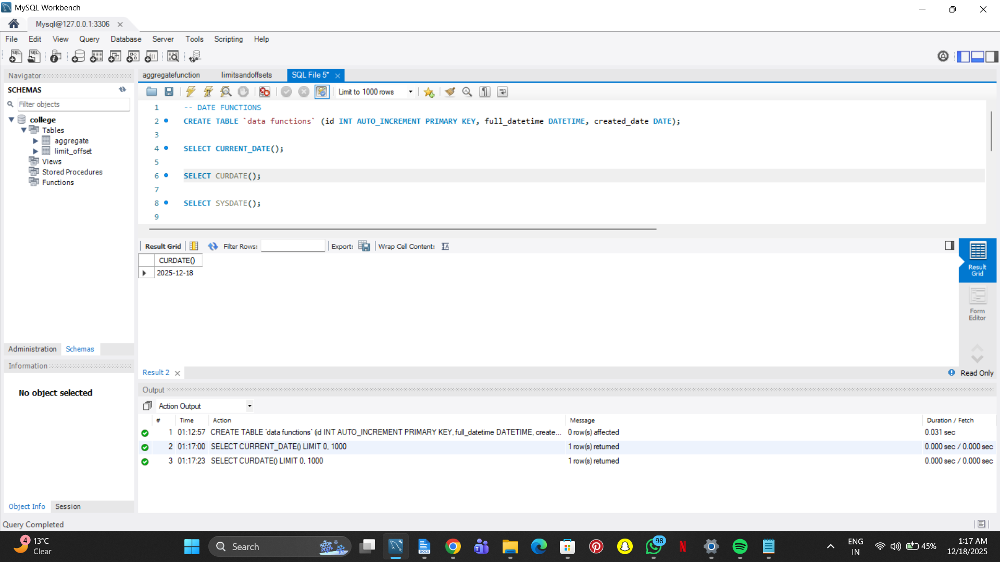 MySQL Workbench
Mysql@127.0.0.1:3306
File Edit View Query Database Server Tools Scripting Help
Navigator
SCHEMAS
Filter objects
college
Tables
aggregate
limit_offset
Views
Stored Procedures
Functions
Administration Schemas
Information
No object selected
Object Info Session
aggregatefunction limitsandoffsets SQL File 5*
Limit to 1000 rows
1 -- DATE FUNCTIONS
2 CREATE TABLE `data functions` (id INT AUTO_INCREMENT PRIMARY KEY, full_datetime DATETIME, created_date DATE);
3
4 SELECT CURRENT_DATE();
5
6 SELECT CURDATE();
7
8 SELECT SYSDATE();
9
Result Grid Filter Rows: Export: Wrap Cell Content:
CURDATE()
2025-12-18
Result Grid
Form Editor
Result 2
Read Only
Output
Action Output
# Time Action Message Duration / Fetch
1 01:12:57 CREATE TABLE `data functions` (id INT AUTO_INCREMENT PRIMARY KEY, full_datetime DATETIME, create... 0 row(s) affected 0.031 sec
2 01:17:00 SELECT CURRENT_DATE() LIMIT 0, 1000 1 row(s) returned 0.000 sec / 0.000 sec
3 01:17:23 SELECT CURDATE() LIMIT 0, 1000 1 row(s) returned 0.000 sec / 0.000 sec
Query Completed
4 13°C
Clear
Search
DOCX
98
ENG
IN
45%
1:17 AM
12/18/2025